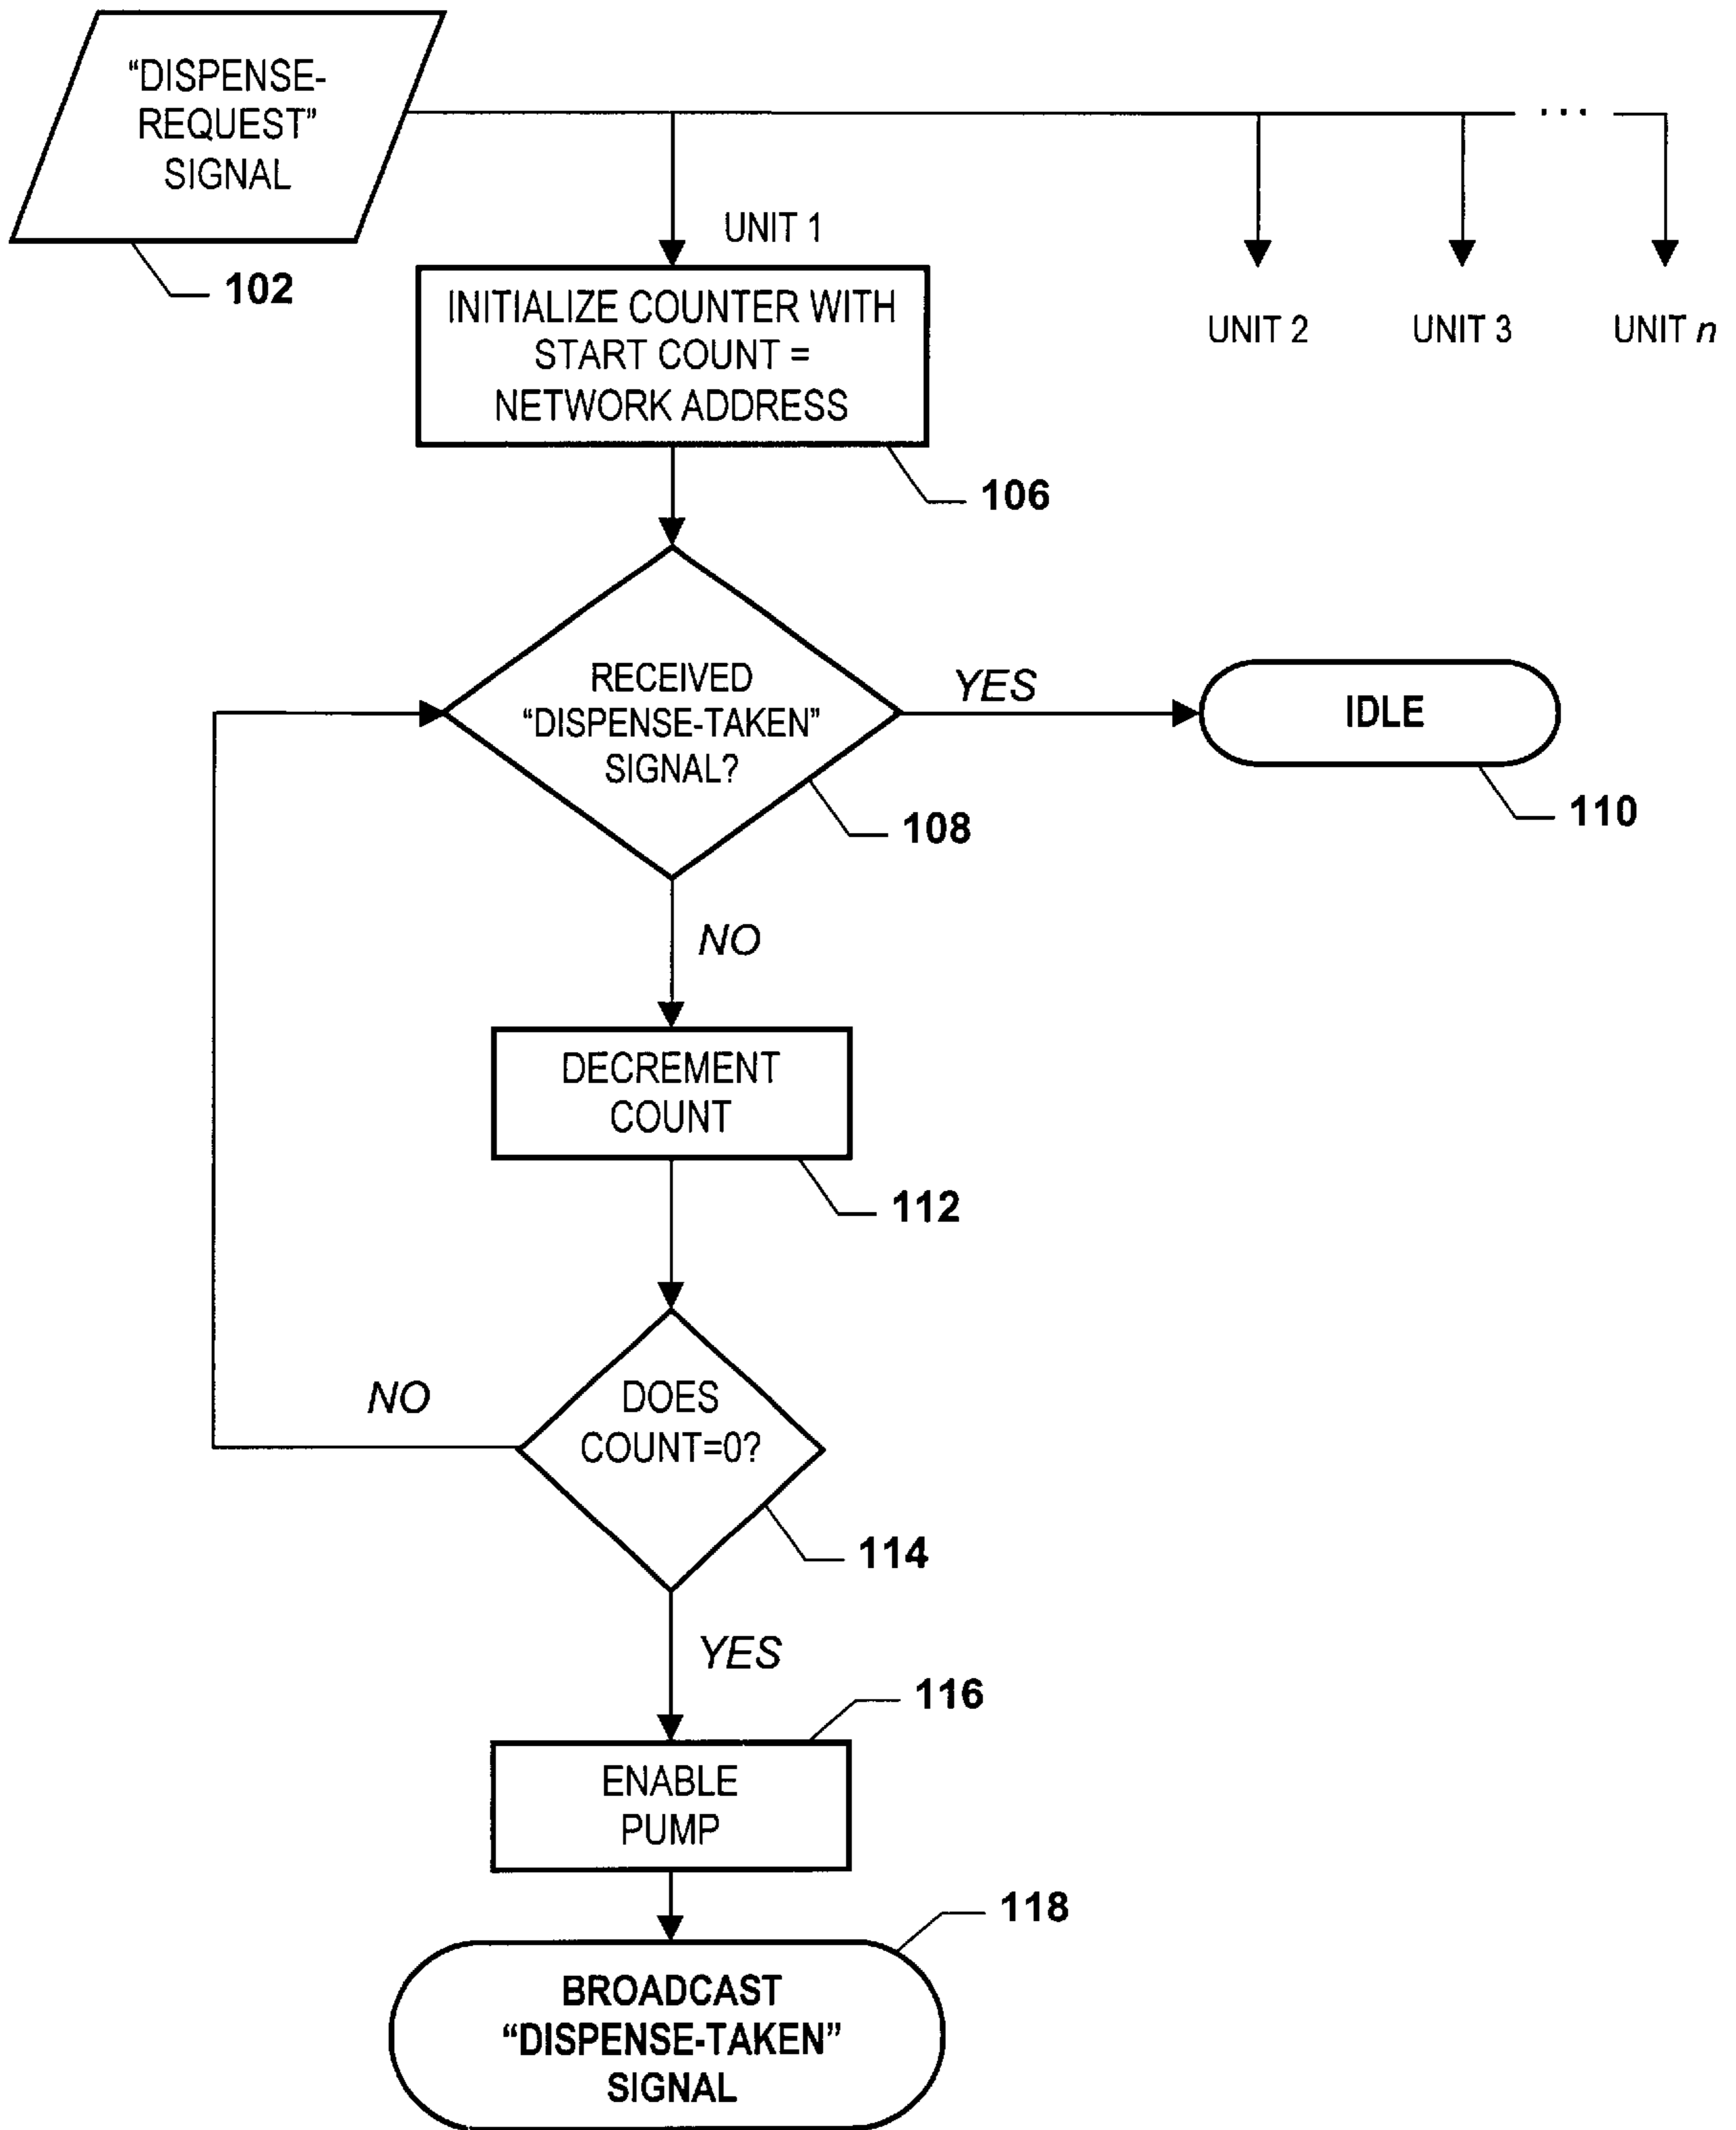 “DISPENSE-
REQUEST”
SIGNAL
102
...
UNIT 1
UNIT 2
UNIT 3
UNIT n
INITIALIZE COUNTER WITH
START COUNT =
NETWORK ADDRESS
106
RECEIVED
“DISPENSE-TAKEN”
SIGNAL?
108
YES
IDLE
110
NO
DECREMENT
COUNT
112
DOES
COUNT=0?
NO
114
YES
116
ENABLE
PUMP
118
BROADCAST
“DISPENSE-TAKEN”
SIGNAL